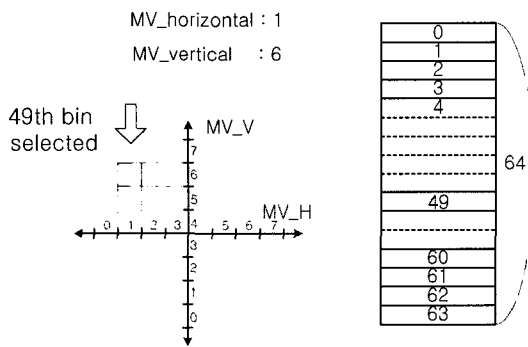 MV_horizontal : 1
MV_vertical : 6
49th bin
selected
MV_V
7
6
5
4
MV_H
0 1 2 3 5 6 7
3
2
1
0
0
1
2
3
4
64
49
60
61
62
63